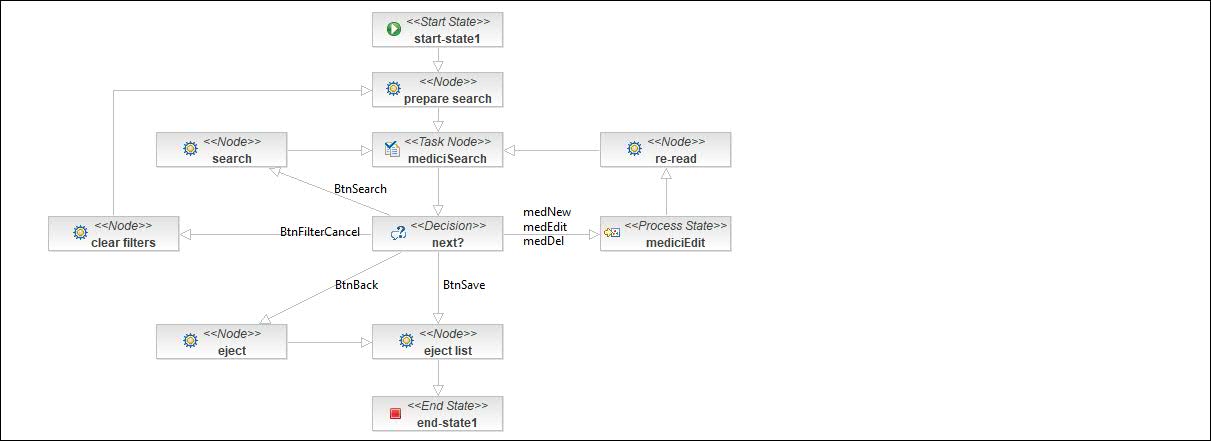 <<Start State>>
start-state1
<<Node>>
prepare search
<<Node>>
search
<<Task Node>>
mediciSearch
<<Node>>
re-read
BtnSearch
<<Node>>
clear filters
BtnFilterCancel
<<Decision>>
next?
medNew
medEdit
medDel
<<Process State>>
mediciEdit
BtnBack
BtnSave
<<Node>>
eject
<<Node>>
eject list
<<End State>>
end-state1